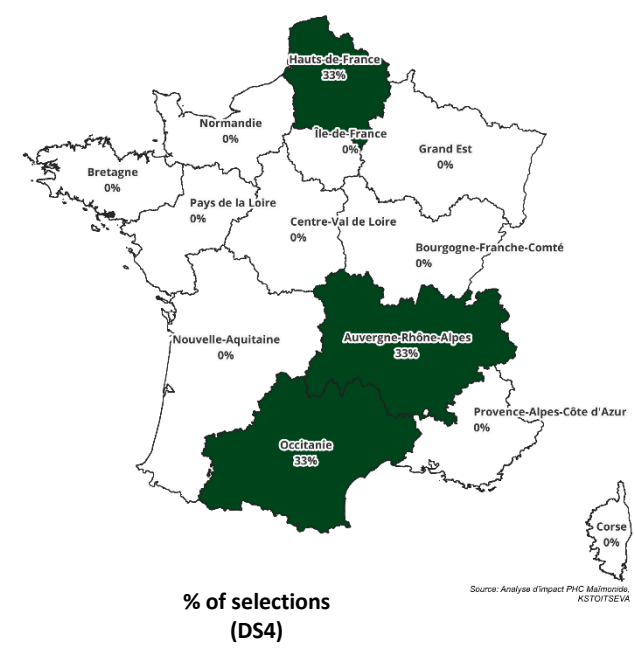 Hauts-de-France
33%
Normandie
0%
Île-de-France
0%
Grand Est
0%
Bretagne
0%
Pays de la Loire
0%
Centre-Val de Loire
0%
Bourgogne-Franche-Comté
0%
Nouvelle-Aquitaine
0%
Auvergne-Rhône-Alpes
33%
Provence-Alpes-Côte d'Azur
0%
Occitanie
33%
Corse
0%
Source: Analyse d'impact PHC Maïmonide,
KSTOITSEVA
% of selections
(DS4)